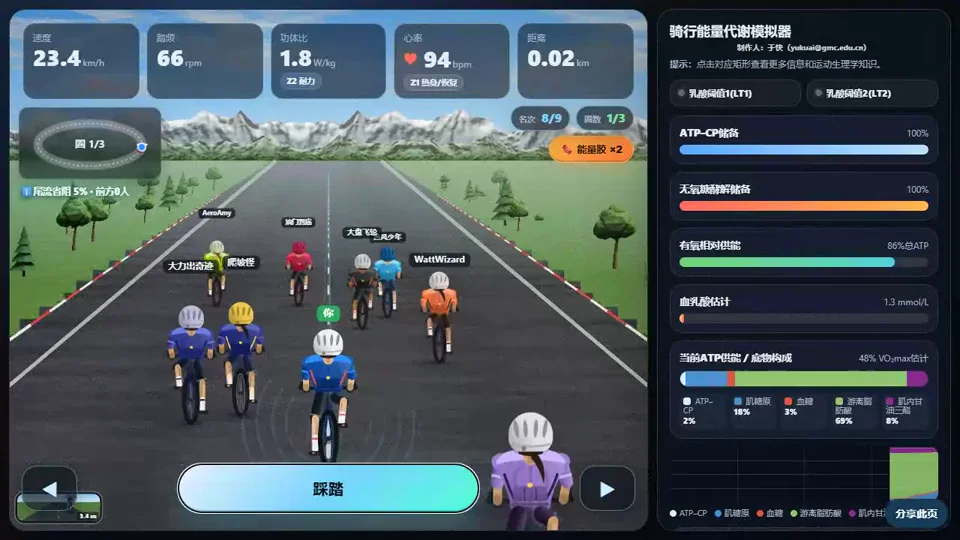 速度
23.4 km/h
踏频
66 rpm
功体比
1.8 W/kg
Z2 耐力
心率
94 bpm
Z1 热身/恢复
距离
0.02 km
名次 8/9
圈数 1/3
能量胶 ×2
圈 1/3
尾流省阻 5% · 前方0人
AeroAmy
大盘飞轮
大力出奇迹
爬坡怪
WattWizard
你
踩踏
3.4 m
骑行能量代谢模拟器
制作人：于快（yukuai@gmc.edu.cn）
提示：点击对应矩形查看更多信息和运动生理学知识。
乳酸阈值1(LT1)
乳酸阈值2(LT2)
ATP-CP储备
100%
无氧糖酵解储备
100%
有氧相对供能
86%总ATP
血乳酸估计
1.3 mmol/L
当前ATP供能 / 底物构成
48% VO₂max估计
ATP-CP
2%
肌糖原
18%
血糖
3%
游离脂肪酸
69%
肌内甘油三酯
8%
ATP-CP
肌糖原
血糖
游离脂肪酸
肌内甘
分享此页